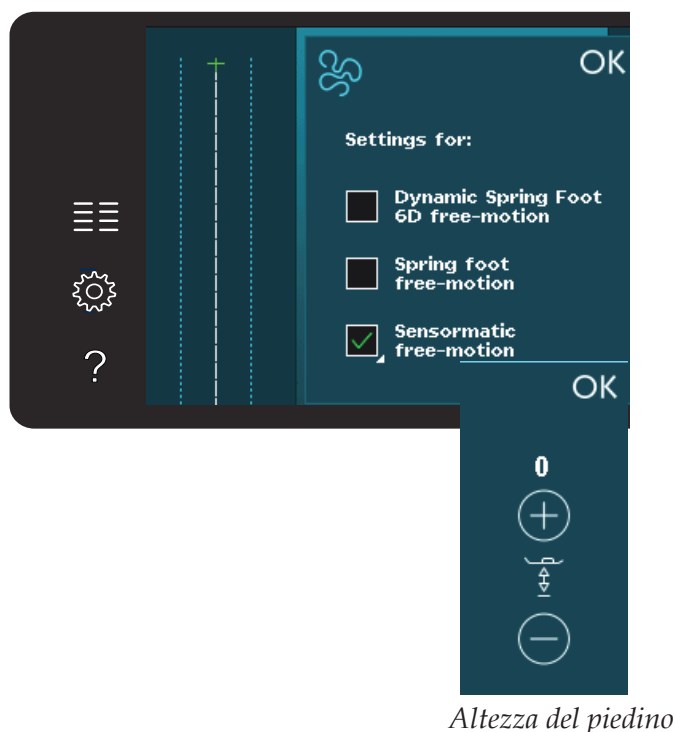 OK
Settings for:
Dynamic Spring Foot
6D free-motion
Spring foot
free-motion
Sensormatic
free-motion
?
OK
0
Altezza del piedino